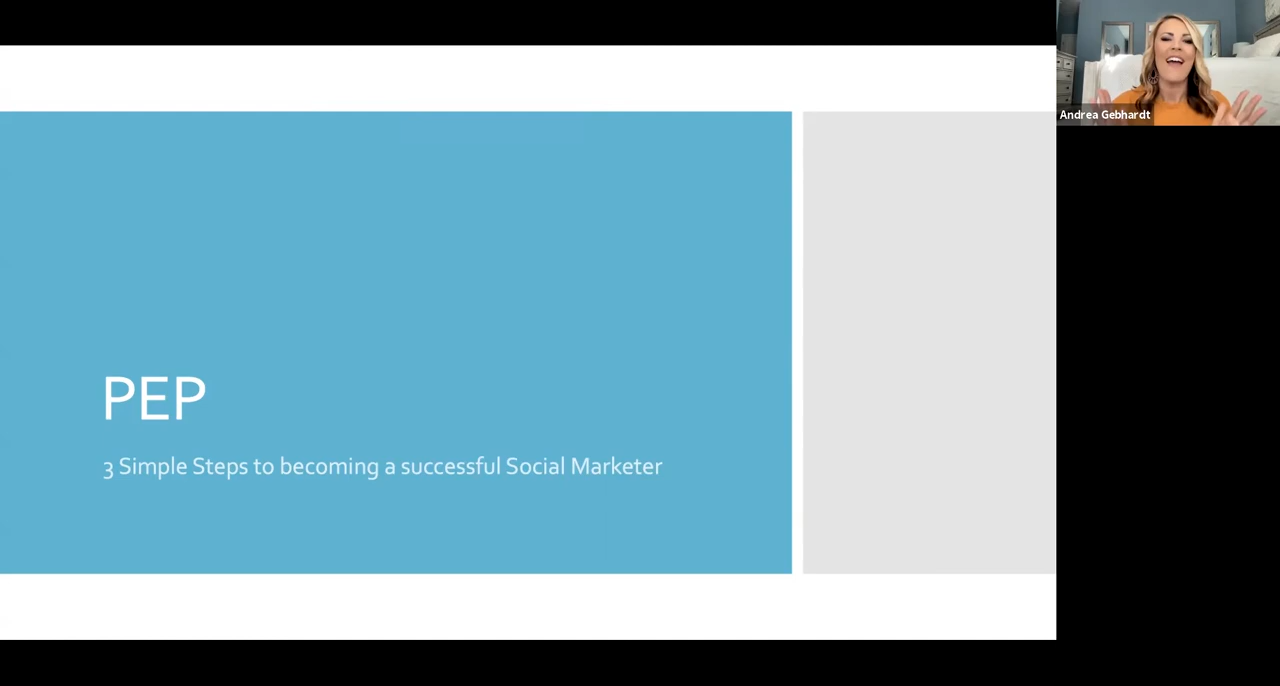 PEP
3 Simple Steps to becoming a successful Social Marketer
Andrea Gebhardt